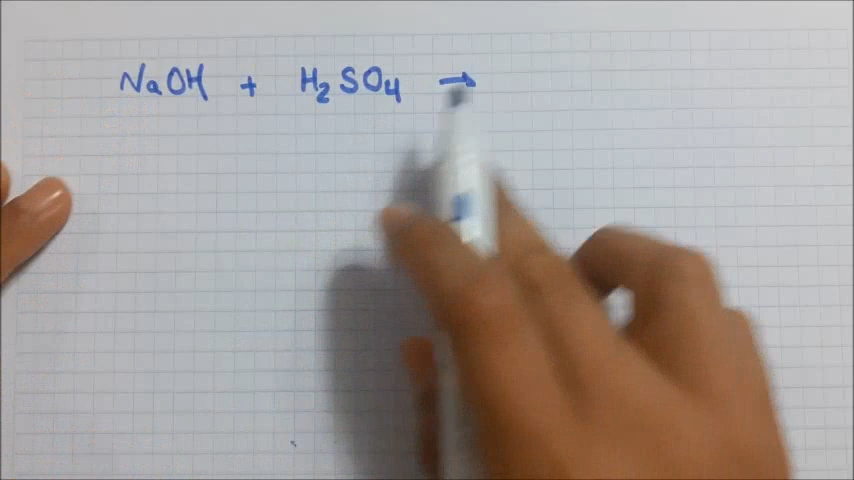 NaOH + H₂SO₄ →